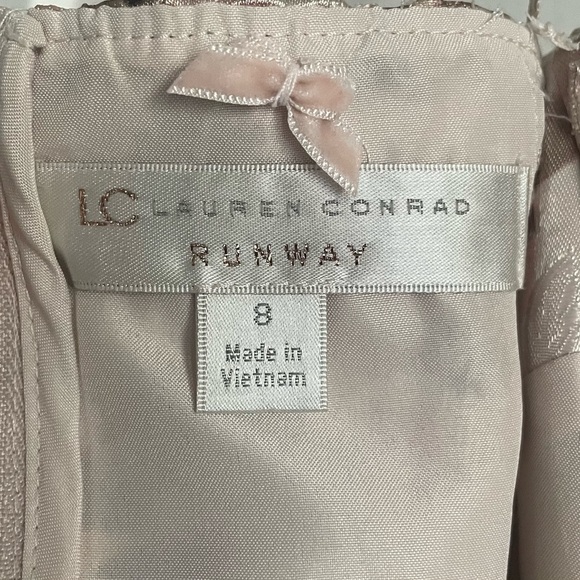 LC LAUREN CONRAD
RUNWAY
8
Made in
Vietnam